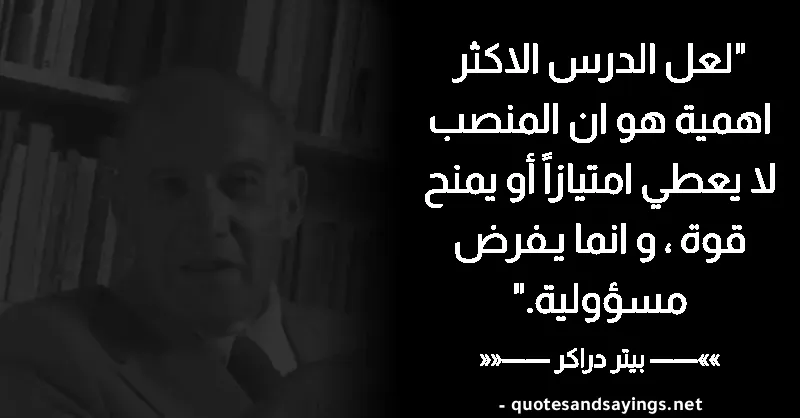 "لعل الدرس الاكثر
اهمية هو ان المنصب
لا يعطي امتيازاً أو يمنح
قوة ، و انما يفرض
مسؤولية."
»»—— بيتر دراكر ——««
- quotesandsayings.net